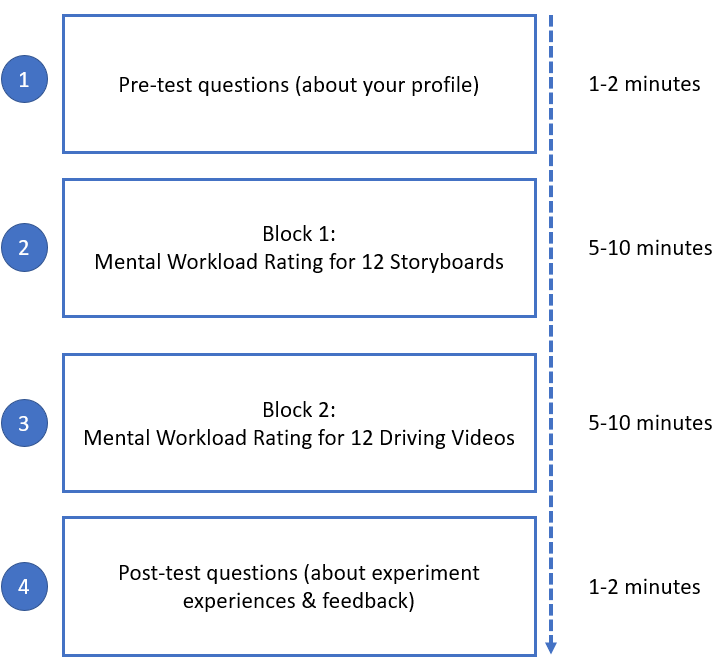 1
Pre-test questions (about your profile)
1-2 minutes
2
Block 1:
Mental Workload Rating for 12 Storyboards
5-10 minutes
3
Block 2:
Mental Workload Rating for 12 Driving Videos
5-10 minutes
4
Post-test questions (about experiment
experiences & feedback)
1-2 minutes